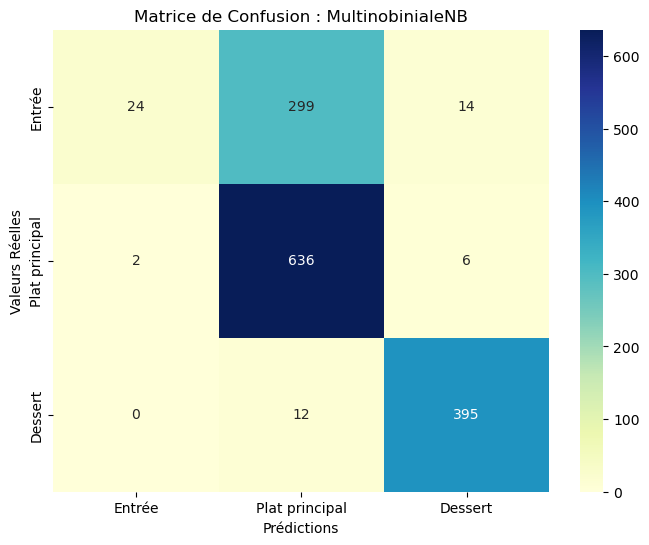 Matrice de Confusion : MultinobinialeNB
Valeurs Réelles
Entrée
24 299 14
Plat principal
2 636 6
Dessert
0 12 395
Entrée Plat principal Dessert
Prédictions
600
500
400
300
200
100
0